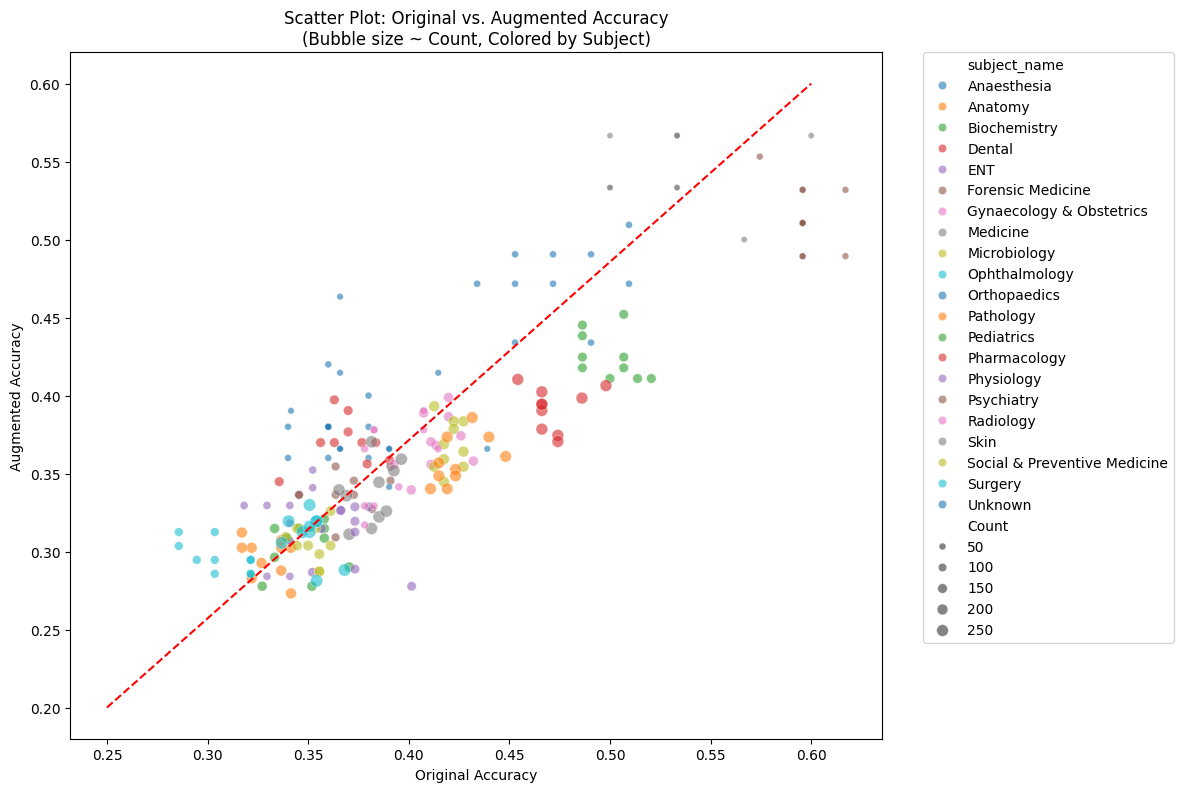 Scatter Plot: Original vs. Augmented Accuracy
(Bubble size ~ Count, Colored by Subject)
Augmented Accuracy
0.60
0.55
0.50
0.45
0.40
0.35
0.30
0.25
0.20
0.25 0.30 0.35 0.40 0.45 0.50 0.55 0.60
Original Accuracy
subject_name
Anaesthesia
Anatomy
Biochemistry
Dental
ENT
Forensic Medicine
Gynaecology & Obstetrics
Medicine
Microbiology
Ophthalmology
Orthopaedics
Pathology
Pediatrics
Pharmacology
Physiology
Psychiatry
Radiology
Skin
Social & Preventive Medicine
Surgery
Unknown
Count
50
100
150
200
250